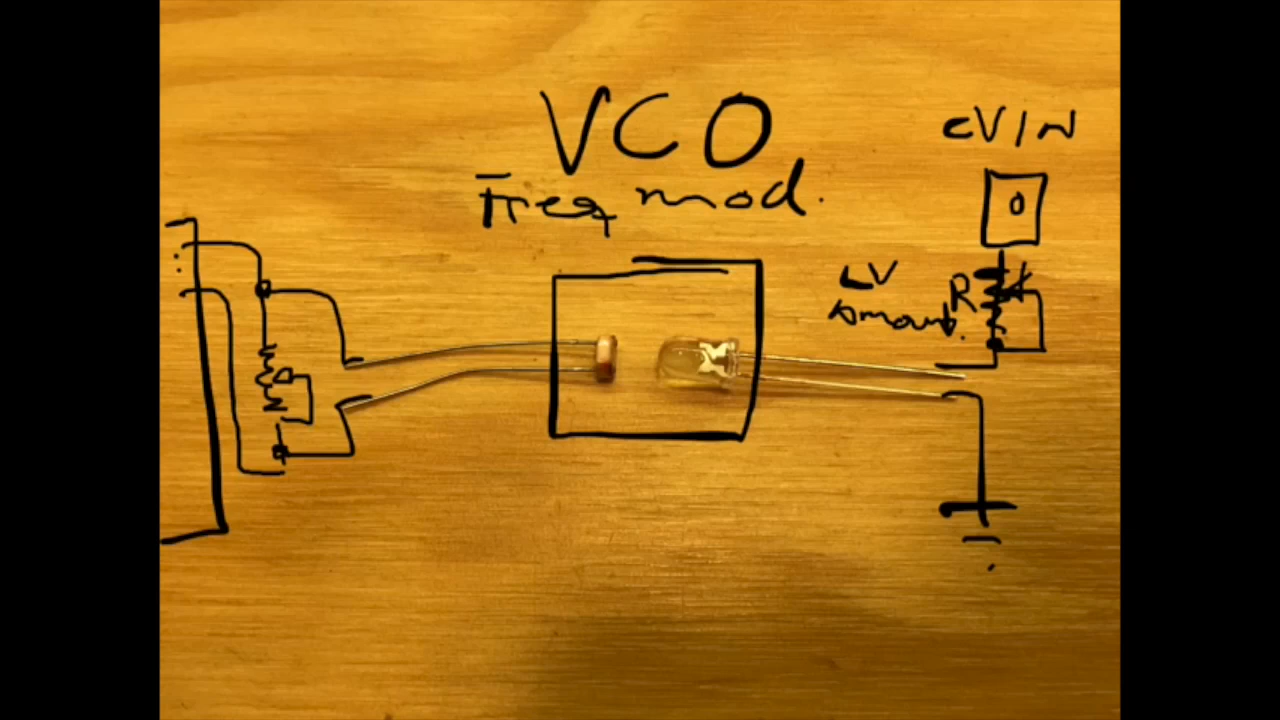 VCO
Freq mod.
CV IN
CV
Amount
R